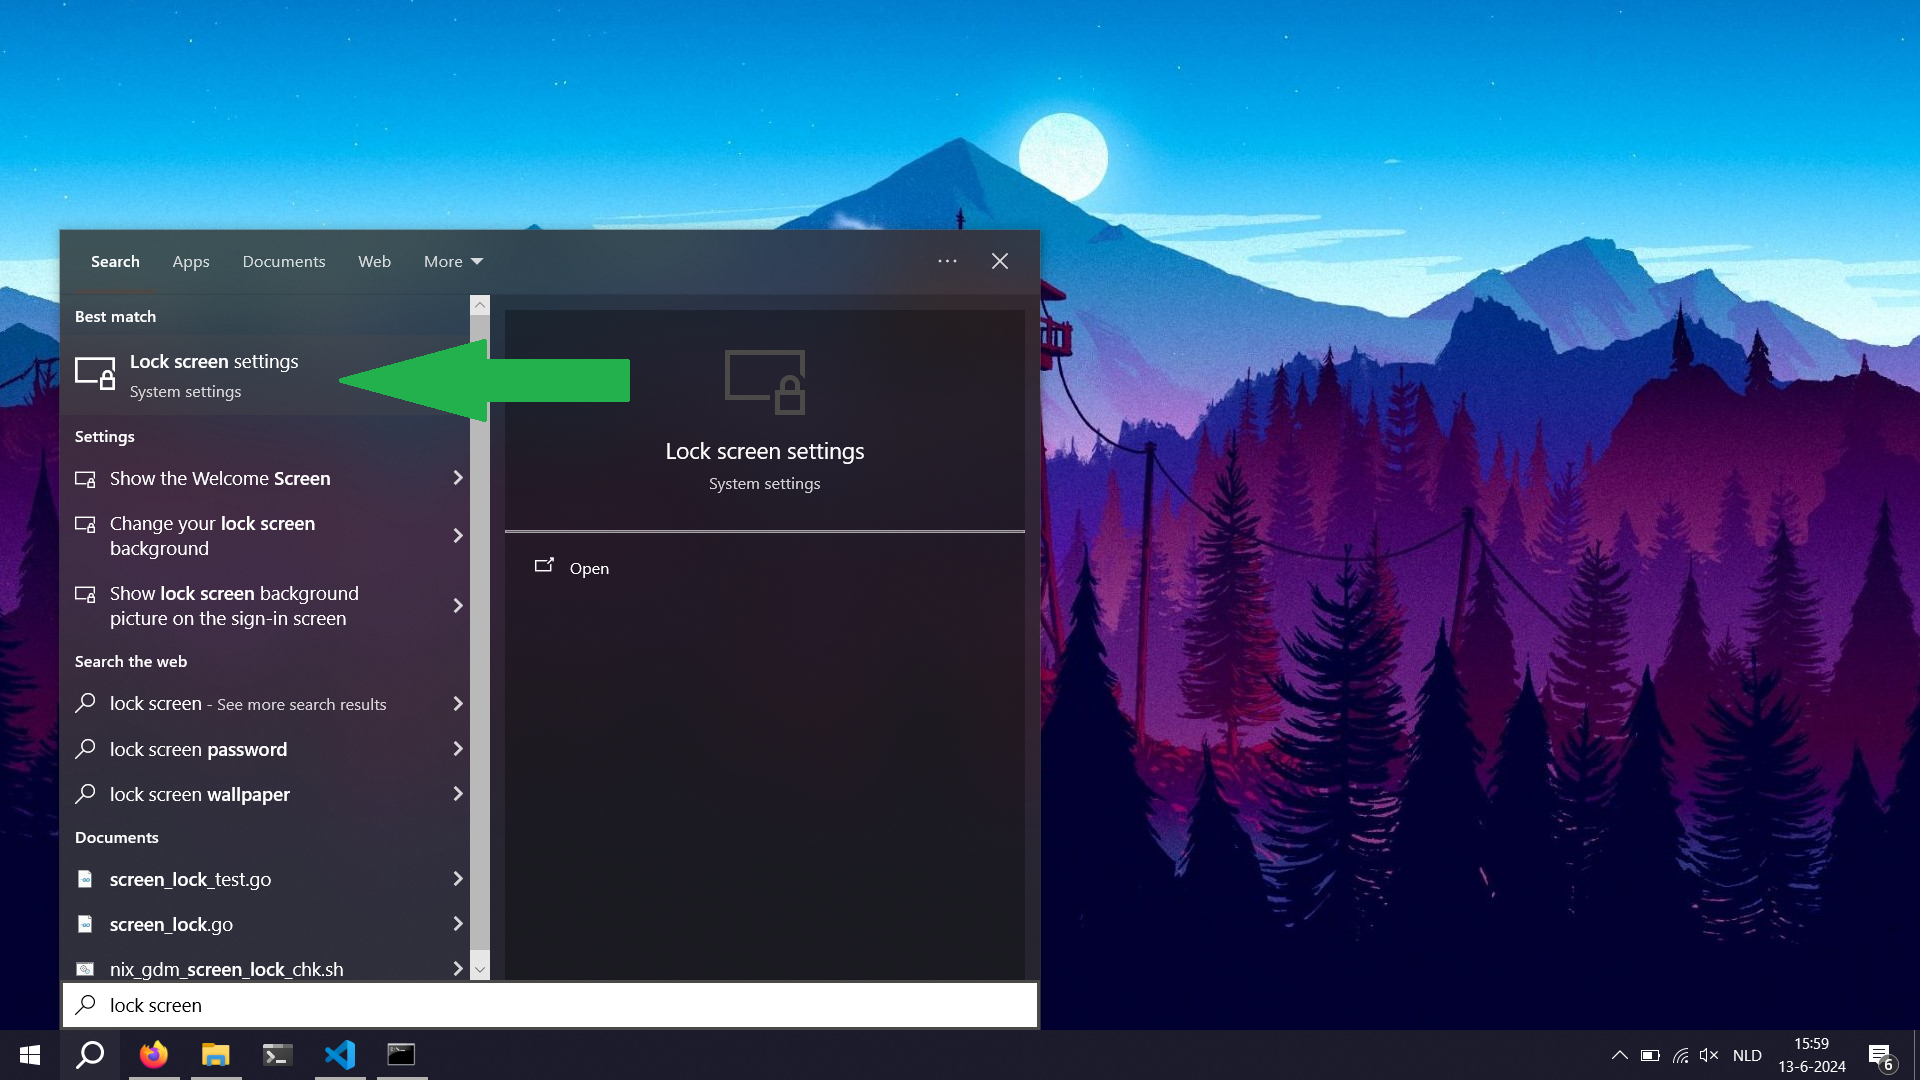 Search Apps Documents Web More
Best match
Lock screen settings
System settings
Settings
Show the Welcome Screen
Change your lock screen
background
Show lock screen background
picture on the sign-in screen
Search the web
lock screen - See more search results
lock screen password
lock screen wallpaper
Documents
screen_lock_test.go
screen_lock.go
nix_gdm_screen_lock_chk.sh
Lock screen settings
System settings
Open
lock screen
NLD
15:59
13-6-2024
6